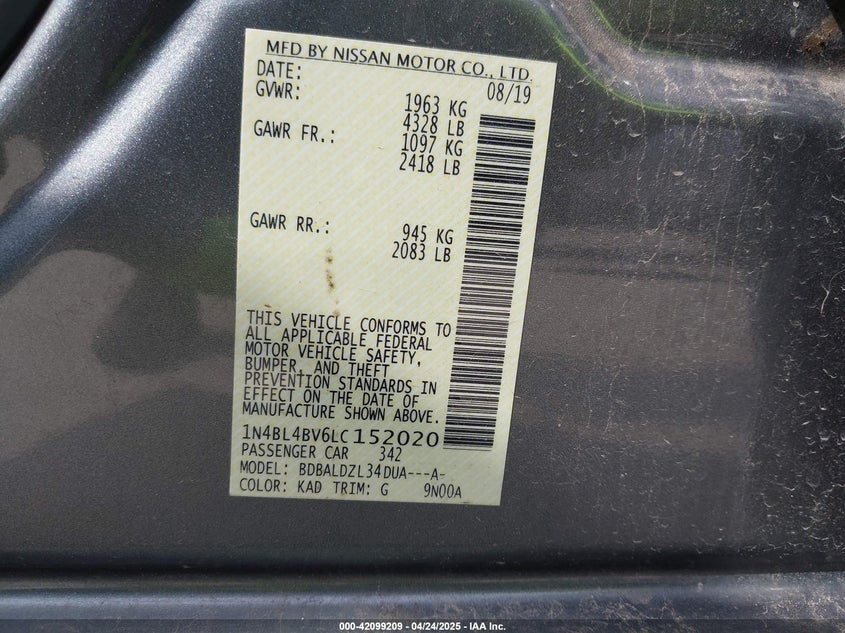 MFD BY NISSAN MOTOR CO., LTD.
DATE: 08/19
GVWR: 1963 KG
4328 LB
GAWR FR.: 1097 KG
2418 LB
GAWR RR.: 945 KG
2083 LB
THIS VEHICLE CONFORMS TO
ALL APPLICABLE FEDERAL
MOTOR VEHICLE SAFETY,
BUMPER, AND THEFT
PREVENTION STANDARDS IN
EFFECT ON THE DATE OF
MANUFACTURE SHOWN ABOVE.
1N4BL4BV6LC152020
PASSENGER CAR 342
MODEL: BDBALDZL34DUA---A-
COLOR: KAD TRIM: G 9N00A
000-42099209 - 04/24/2025 - IAA Inc.